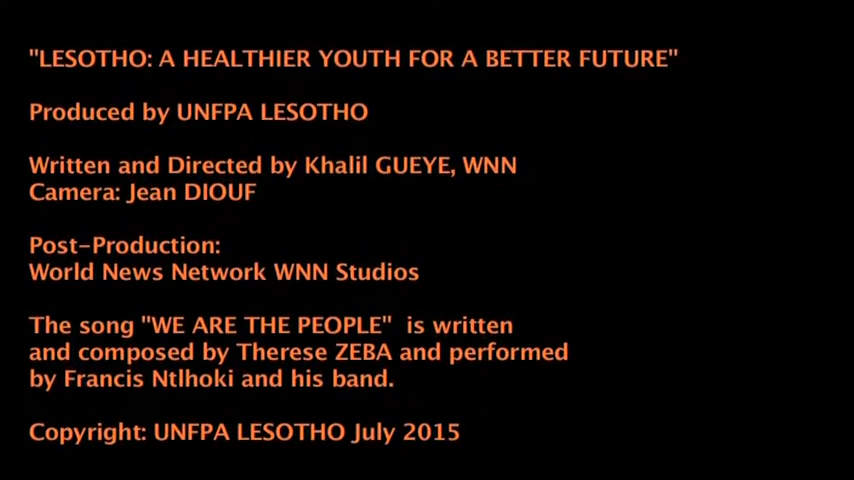 "LESOTHO: A HEALTHIER YOUTH FOR A BETTER FUTURE"
Produced by UNFPA LESOTHO
Written and Directed by Khalil GUEYE, WNN
Camera: Jean DIOUF
Post-Production:
World News Network WNN Studios
The song "WE ARE THE PEOPLE" is written
and composed by Therese ZEBA and performed
by Francis Ntlhoki and his band.
Copyright: UNFPA LESOTHO July 2015